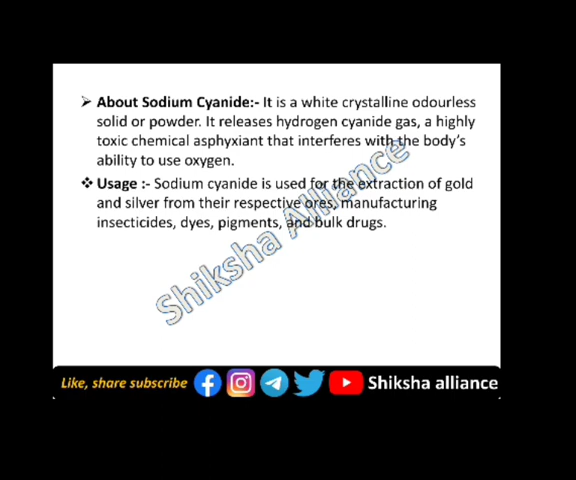 ➤ About Sodium Cyanide:- It is a white crystalline odourless
solid or powder. It releases hydrogen cyanide gas, a highly
toxic chemical asphyxiant that interferes with the body's
ability to use oxygen.
❖ Usage :- Sodium cyanide is used for the extraction of gold
and silver from their respective ores, manufacturing
insecticides, dyes, pigments, and bulk drugs.
Shiksha Alliance
Like, share subscribe Shiksha alliance